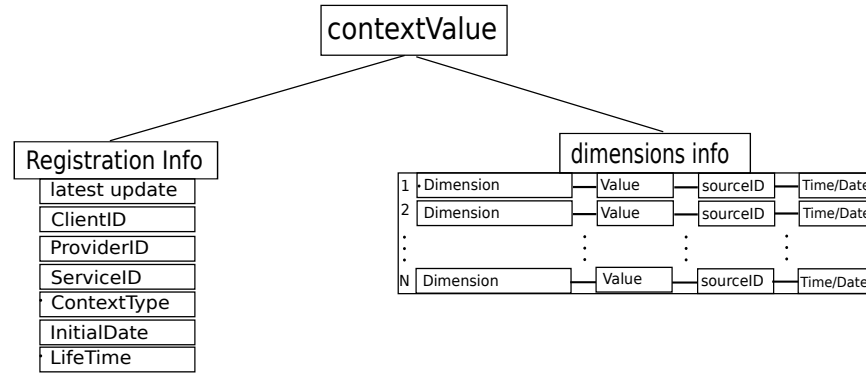 contextValue
Registration Info
latest update
ClientID
ProviderID
ServiceID
ContextType
InitialDate
LifeTime
dimensions info
1 Dimension Value sourceID Time/Date
2 Dimension Value sourceID Time/Date
N Dimension Value sourceID Time/Date